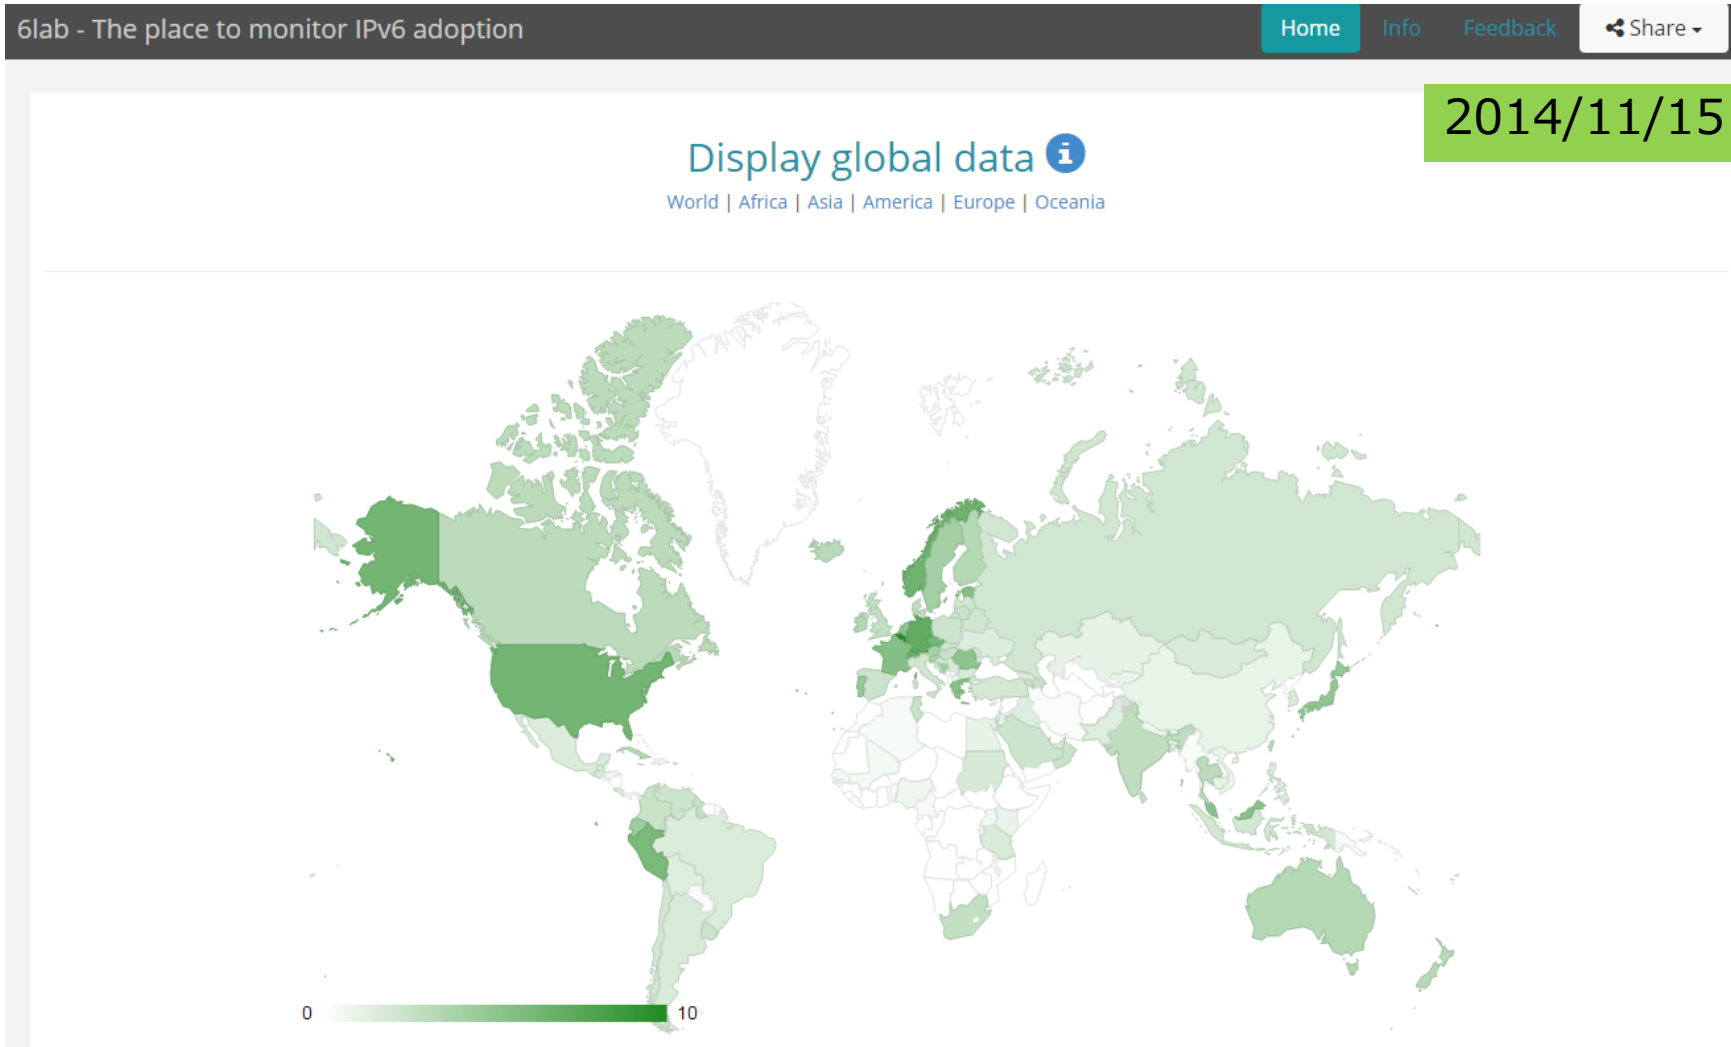 6lab - The place to monitor IPv6 adoption Home Info Feedback Share
2014/11/15
Display global data
World | Africa | Asia | America | Europe | Oceania
0 10